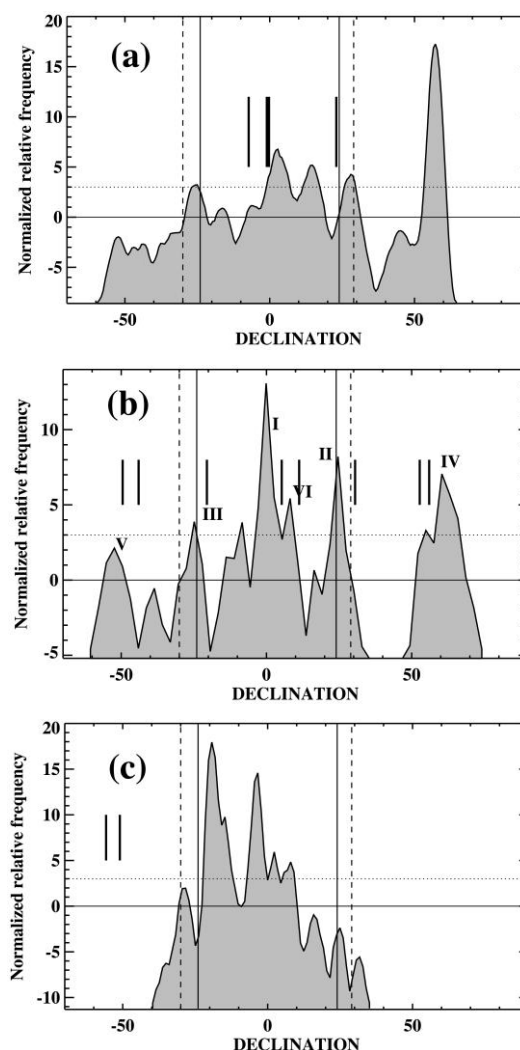 20
(a)
15
10
5
0
-5
-50 0 50
DECLINATION
Normalized relative frequency
(b)
I
10
II
IV
VI
5
III
V
0
-5
-50 0 50
DECLINATION
Normalized relative frequency
20
(c)
15
10
5
0
-5
-10
-50 0 50
DECLINATION
Normalized relative frequency